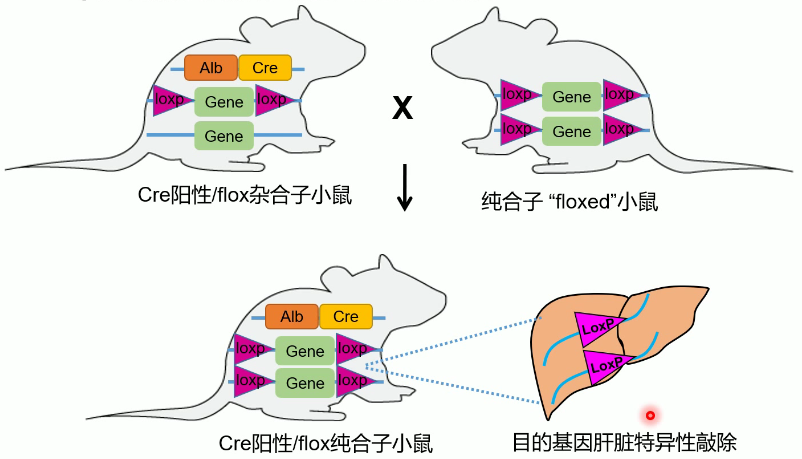 Alb Cre
loxp Gene loxp
Gene
X
loxp Gene loxp
loxp Gene loxp
Cre阳性/flox杂合子小鼠
纯合子 “floxed”小鼠
Alb Cre
loxp Gene loxp
loxp Gene loxp
LoxP
LoxP
Cre阳性/flox纯合子小鼠
目的基因肝脏特异性敲除